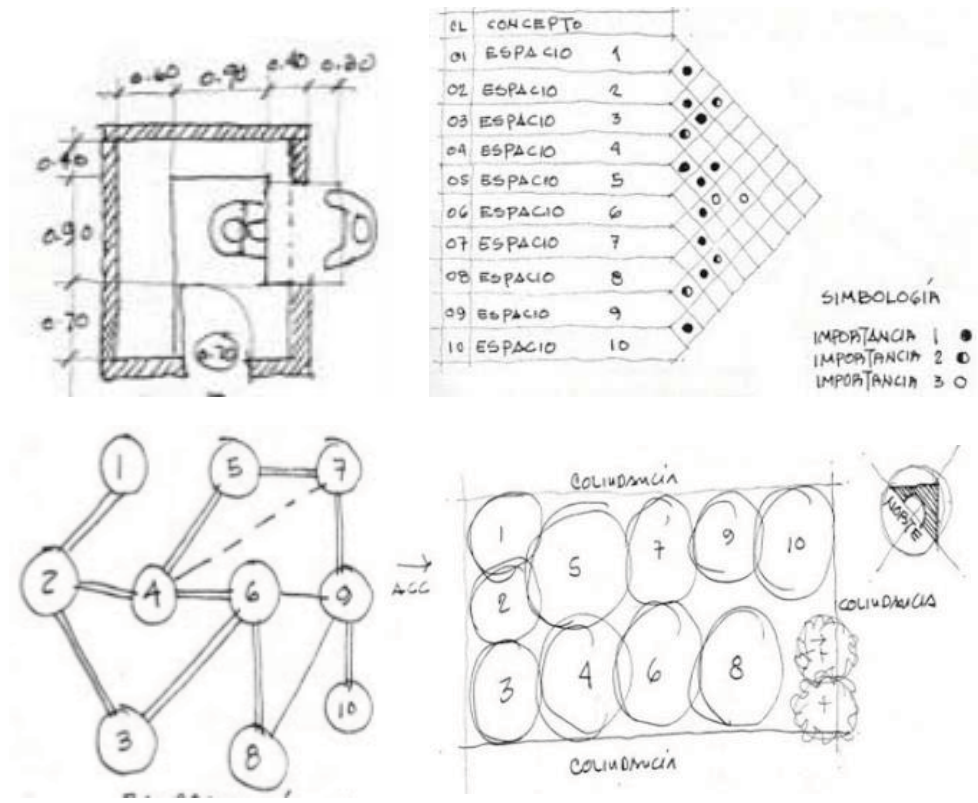 0.60 0.90 0.40 0.30
0.40
0.90
0.70
0.70
CL CONCEPTO
01 ESPACIO 1
02 ESPACIO 2
03 ESPACIO 3
04 ESPACIO 4
05 ESPACIO 5
06 ESPACIO 6
07 ESPACIO 7
08 ESPACIO 8
09 ESPACIO 9
10 ESPACIO 10
SIMBOLOGÍA
IMPORTANCIA 1
IMPORTANCIA 2
IMPORTANCIA 3
1 5 7
2 4 6 9
3 8 10
ACC
COLINDANCIA
1 5 7 9 10
2
3 4 6 8
NORTE
COLINDANCIA
COLINDANCIA